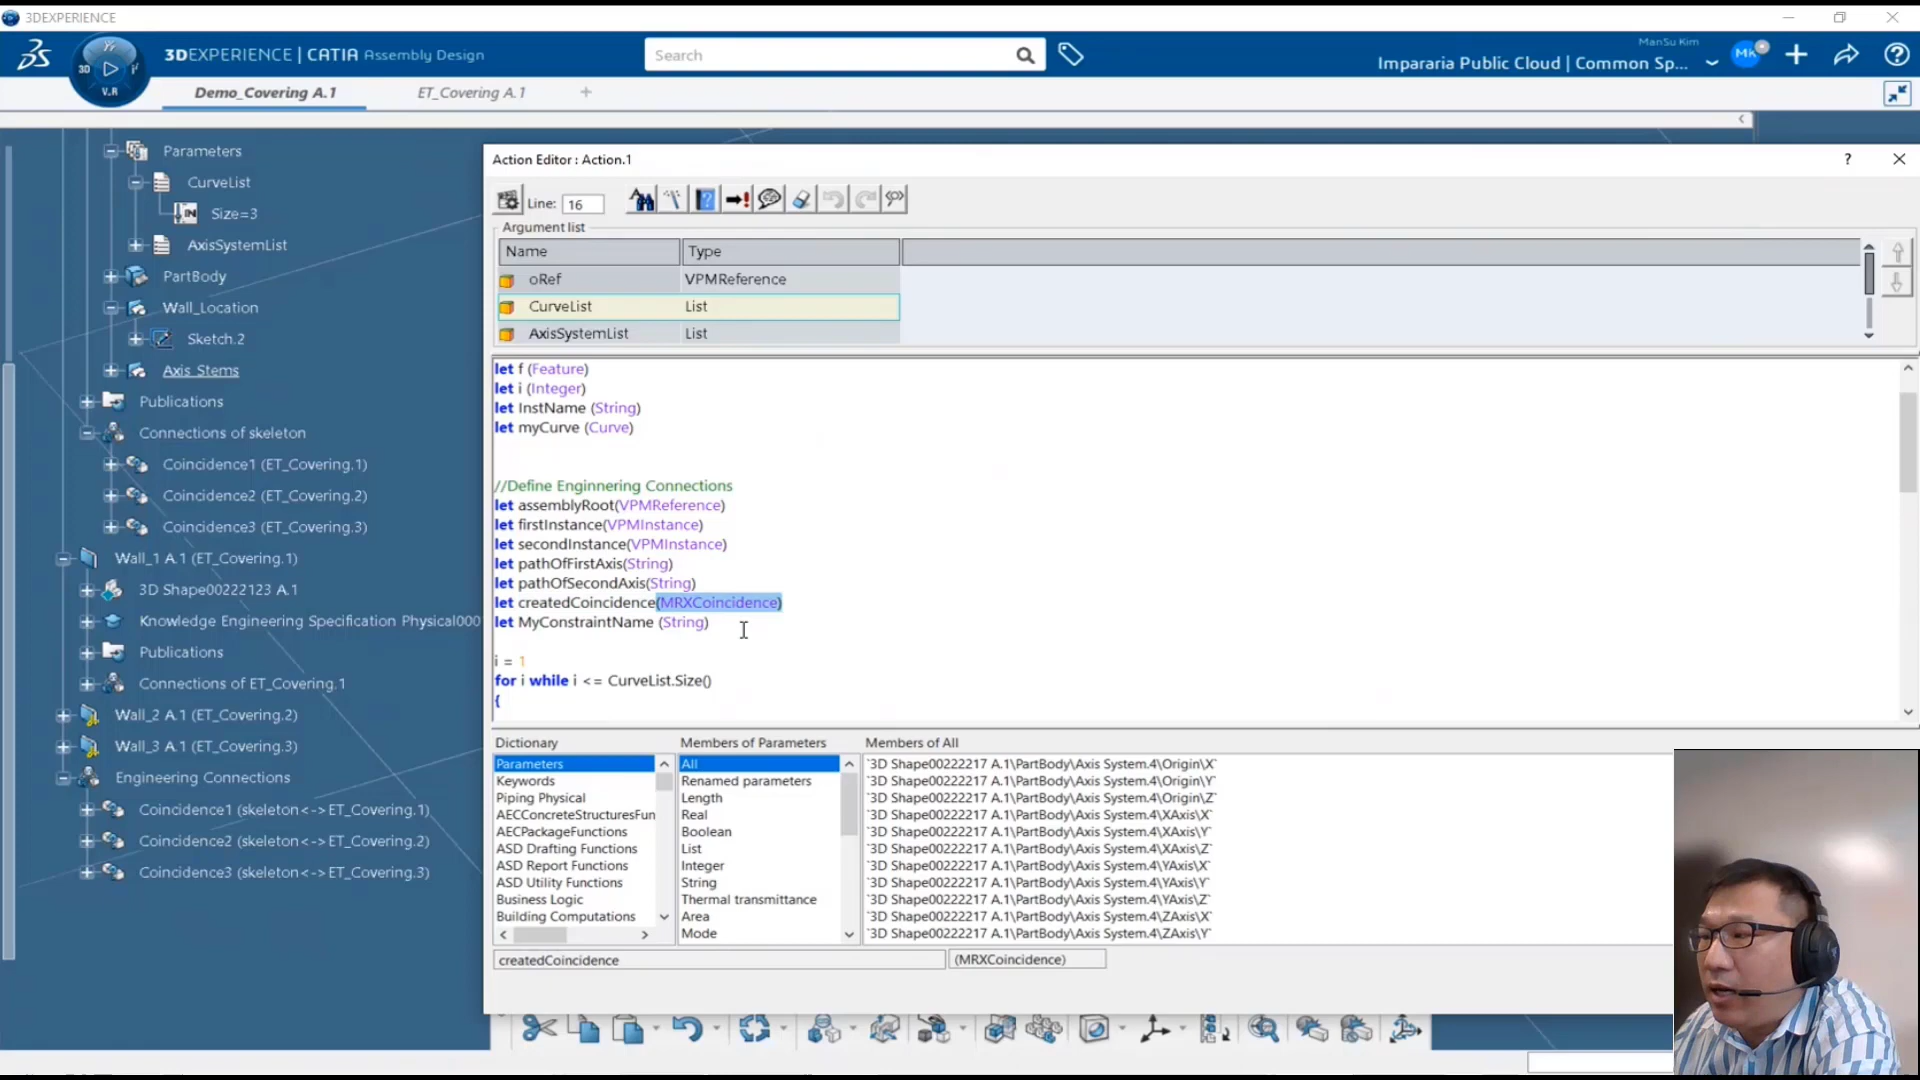 3DEXPERIENCE
3DEXPERIENCE | CATIA Assembly Design
Search
ManSu Kim
Impararia Public Cloud | Common Sp...
MK
3D
V.R
Demo_Covering A.1
ET_Covering A.1
Parameters
CurveList
Size=3
AxisSystemList
PartBody
Wall_Location
Sketch.2
Axis_Stems
Publications
Connections of skeleton
Coincidence1 (ET_Covering.1)
Coincidence2 (ET_Covering.2)
Coincidence3 (ET_Covering.3)
Wall_1 A.1 (ET_Covering.1)
3D Shape00222123 A.1
Knowledge Engineering Specification Physical000
Publications
Connections of ET_Covering.1
Wall_2 A.1 (ET_Covering.2)
Wall_3 A.1 (ET_Covering.3)
Engineering Connections
Coincidence1 (skeleton<->ET_Covering.1)
Coincidence2 (skeleton<->ET_Covering.2)
Coincidence3 (skeleton<->ET_Covering.3)
Action Editor : Action.1
Line: 16
Argument list
Name Type
oRef VPMReference
CurveList List
AxisSystemList List
let f (Feature)
let i (Integer)
let InstName (String)
let myCurve (Curve)
//Define Enginnering Connections
let assemblyRoot(VPMReference)
let firstInstance(VPMInstance)
let secondInstance(VPMInstance)
let pathOfFirstAxis(String)
let pathOfSecondAxis(String)
let createdCoincidence(MRXCoincidence)
let MyConstraintName (String)
i = 1
for i while i <= CurveList.Size()
{
Dictionary
Parameters
Keywords
Piping Physical
AECConcreteStructuresFun
AECPackageFunctions
ASD Drafting Functions
ASD Report Functions
ASD Utility Functions
Business Logic
Building Computations
Members of Parameters
All
Renamed parameters
Length
Real
Boolean
List
Integer
String
Thermal transmittance
Area
Mode
Members of All
`3D Shape00222217 A.1\PartBody\Axis System.4\Origin\X`
`3D Shape00222217 A.1\PartBody\Axis System.4\Origin\Y`
`3D Shape00222217 A.1\PartBody\Axis System.4\Origin\Z`
`3D Shape00222217 A.1\PartBody\Axis System.4\XAxis\X`
`3D Shape00222217 A.1\PartBody\Axis System.4\XAxis\Y`
`3D Shape00222217 A.1\PartBody\Axis System.4\XAxis\Z`
`3D Shape00222217 A.1\PartBody\Axis System.4\YAxis\X`
`3D Shape00222217 A.1\PartBody\Axis System.4\YAxis\Y`
`3D Shape00222217 A.1\PartBody\Axis System.4\YAxis\Z`
`3D Shape00222217 A.1\PartBody\Axis System.4\ZAxis\X`
`3D Shape00222217 A.1\PartBody\Axis System.4\ZAxis\Y`
createdCoincidence
(MRXCoincidence)